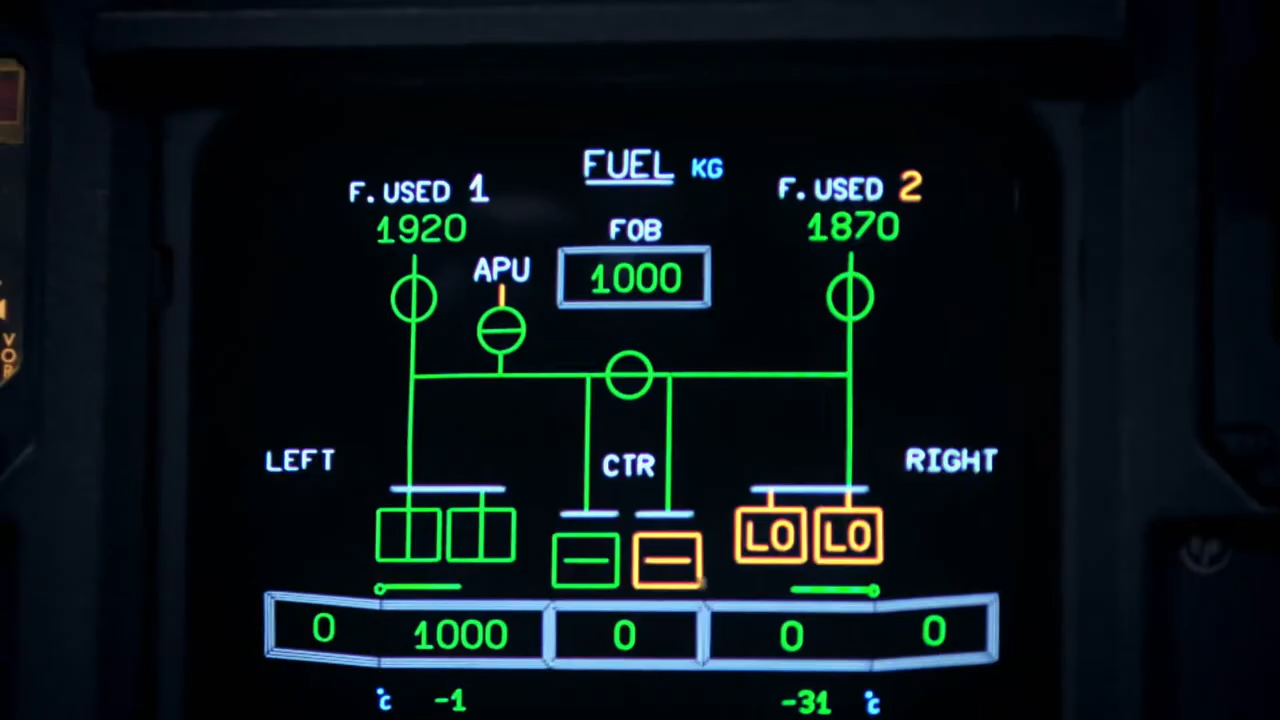 FUEL KG
F. USED 1
F. USED 2
1920
1870
FOB
1000
APU
VOR
LEFT
CTR
RIGHT
LO LO
0 1000 0 0 0
°C -1
-31 °C